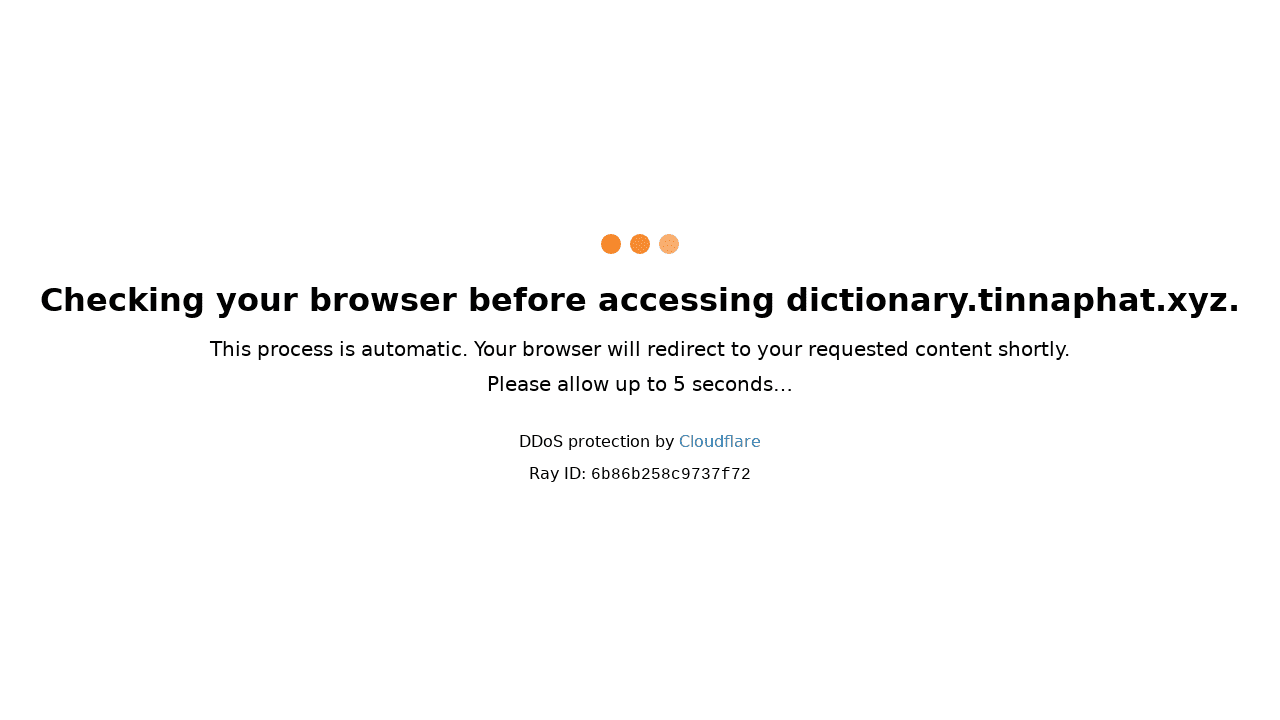 Checking your browser before accessing dictionary.tinnaphat.xyz.
This process is automatic. Your browser will redirect to your requested content shortly.
Please allow up to 5 seconds…
DDoS protection by Cloudflare
Ray ID: 6b86b258c9737f72